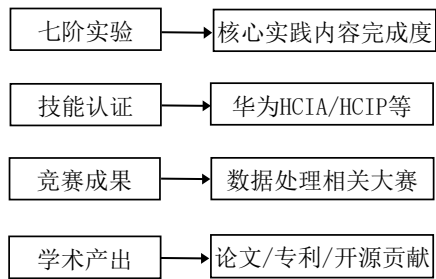 七阶实验 核心实践内容完成度
技能认证 华为HCIA/HCIP等
竞赛成果 数据处理相关大赛
学术产出 论文/专利/开源贡献